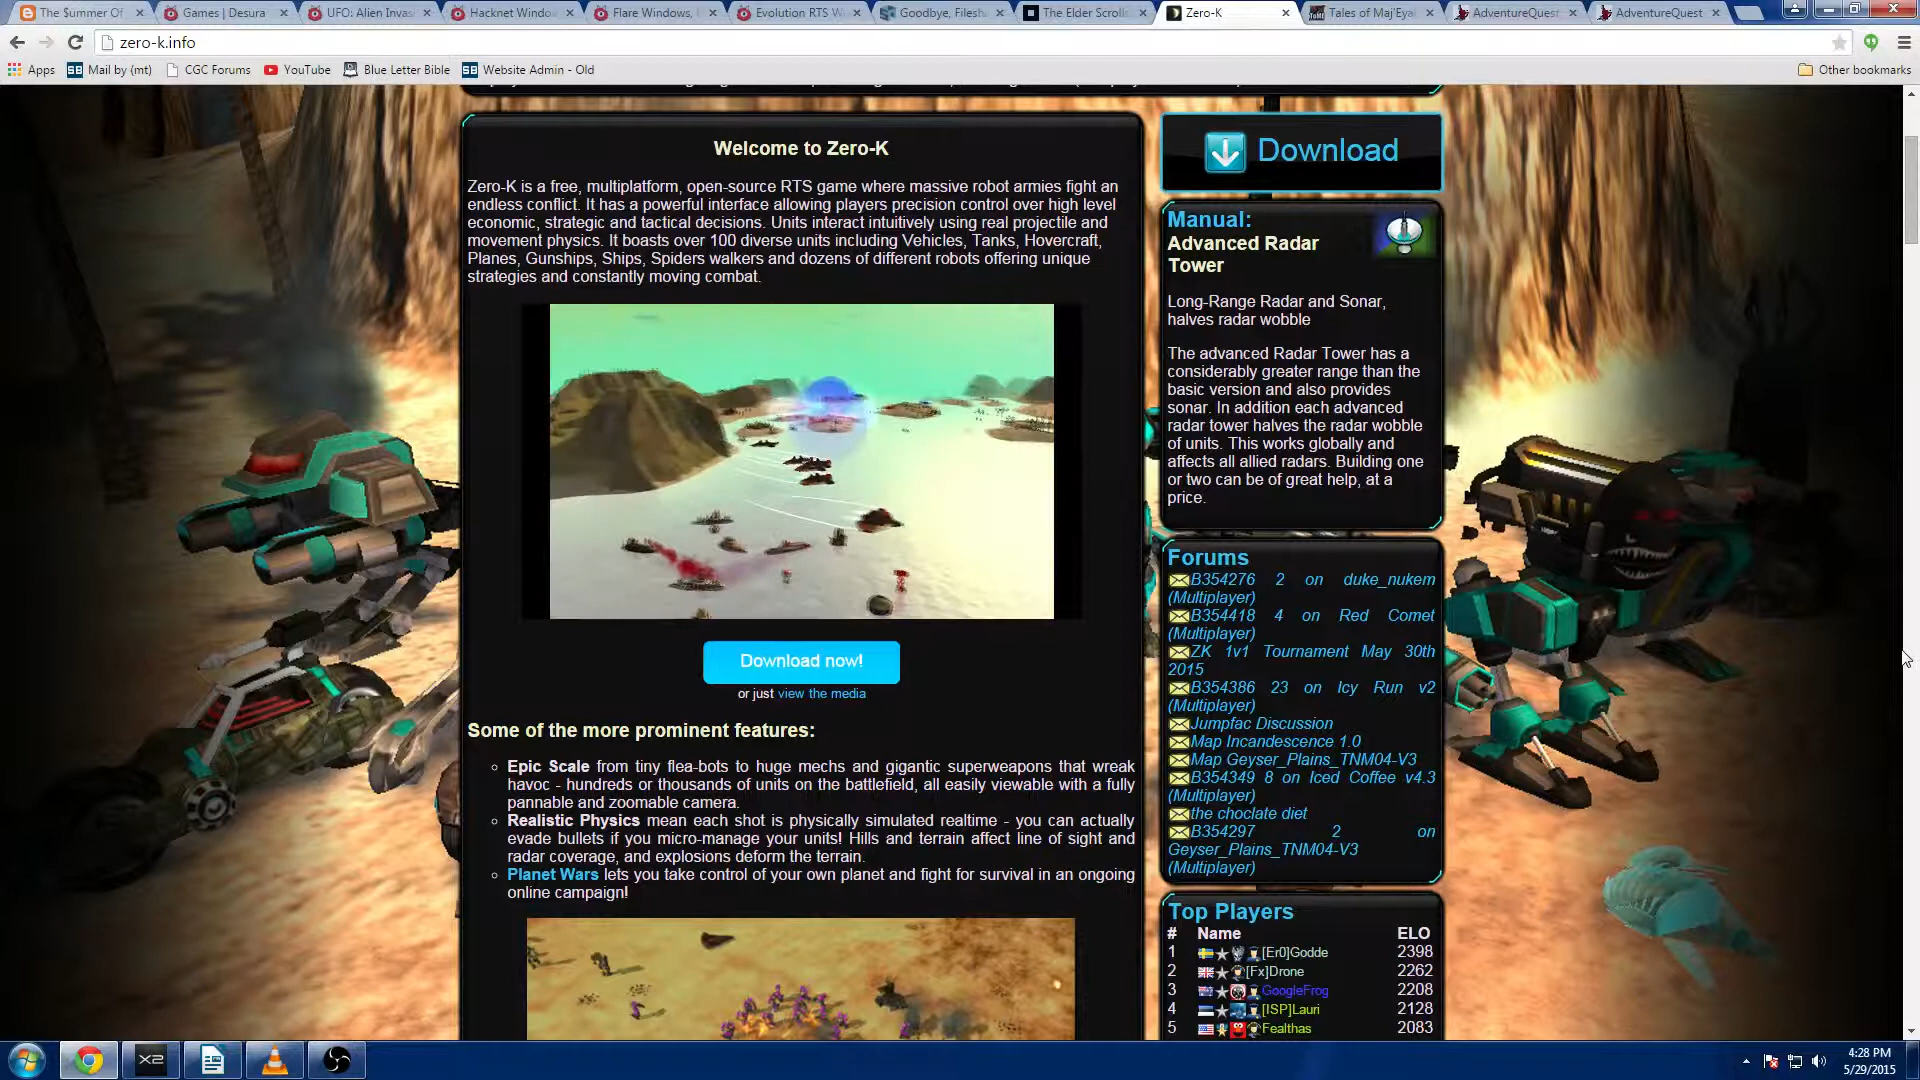 The $ummer Of
Games | Desura
UFO: Alien Invas
Hacknet Window
Flare Windows,
Evolution RTS W
Goodbye, Filesh
The Elder Scrolls
Zero-K
Tales of Maj'Eyal
AdventureQuest
AdventureQuest
zero-k.info
Apps Mail by (mt) CGC Forums YouTube Blue Letter Bible Website Admin - Old Other bookmarks
Welcome to Zero-K
Zero-K is a free, multiplatform, open-source RTS game where massive robot armies fight an
endless conflict. It has a powerful interface allowing players precision control over high level
economic, strategic and tactical decisions. Units interact intuitively using real projectile and
movement physics. It boasts over 100 diverse units including Vehicles, Tanks, Hovercraft,
Planes, Gunships, Ships, Spiders walkers and dozens of different robots offering unique
strategies and constantly moving combat.
Download now!
or just view the media
Some of the more prominent features:
Epic Scale from tiny flea-bots to huge mechs and gigantic superweapons that wreak
havoc - hundreds or thousands of units on the battlefield, all easily viewable with a fully
pannable and zoomable camera.
Realistic Physics mean each shot is physically simulated realtime - you can actually
evade bullets if you micro-manage your units! Hills and terrain affect line of sight and
radar coverage, and explosions deform the terrain.
Planet Wars lets you take control of your own planet and fight for survival in an ongoing
online campaign!
Download
Manual:
Advanced Radar
Tower
Long-Range Radar and Sonar,
halves radar wobble
The advanced Radar Tower has a
considerably greater range than the
basic version and also provides
sonar. In addition each advanced
radar tower halves the radar wobble
of units. This works globally and
affects all allied radars. Building one
or two can be of great help, at a
price.
Forums
B354276 2 on duke_nukem
(Multiplayer)
B354418 4 on Red Comet
(Multiplayer)
ZK 1v1 Tournament May 30th
2015
B354386 23 on Icy Run v2
(Multiplayer)
Jumpfac Discussion
Map Incandescence 1.0
Map Geyser_Plains_TNM04-V3
B354349 8 on Iced Coffee v4.3
(Multiplayer)
the choclate diet
B354297 2 on
Geyser_Plains_TNM04-V3
(Multiplayer)
Top Players
# Name ELO
1 [Er0]Godde 2398
2 [Fx]Drone 2262
3 GoogleFrog 2208
4 [ISP]Lauri 2128
5 Fealthas 2083
X2
4:28 PM
5/29/2015